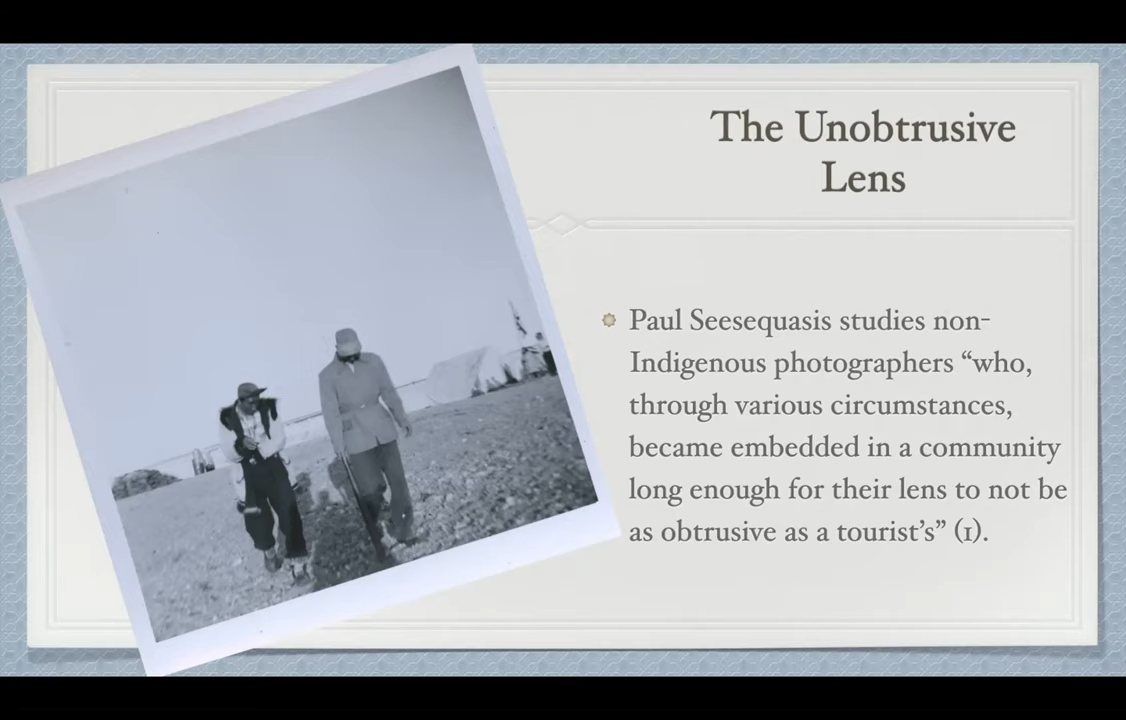 The Unobtrusive
Lens
Paul Seesequasis studies non-
Indigenous photographers “who,
through various circumstances,
became embedded in a community
long enough for their lens to not be
as obtrusive as a tourist’s” (1).